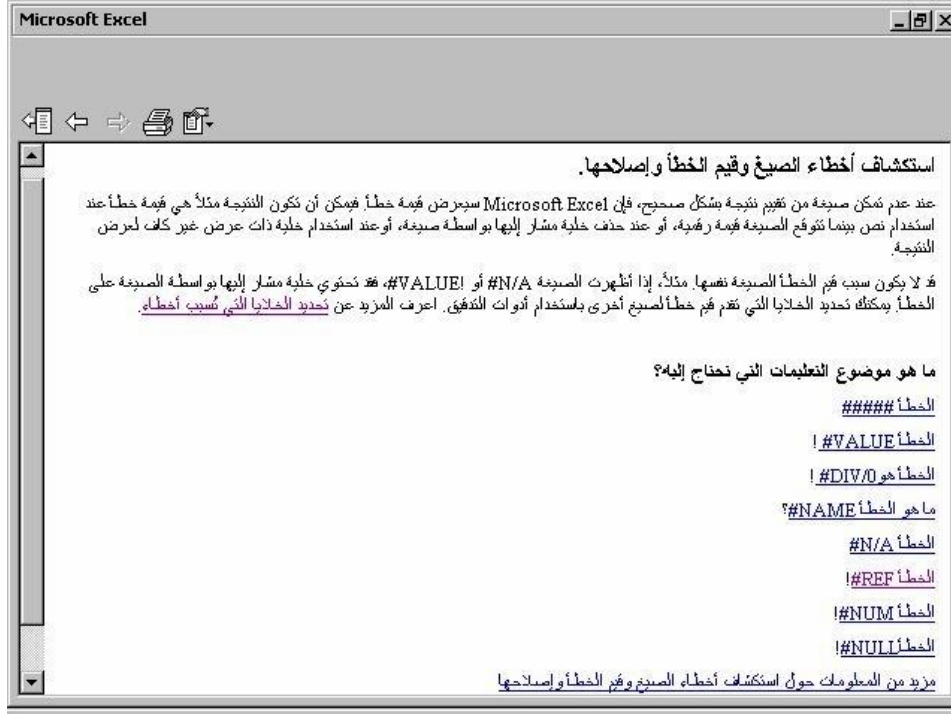 Microsoft Excel
استكشاف أخطاء الصيغ وقيم الخطأ وإصلاحها.
عند عدم تمكن صيغة من تقييم نتيجة بشكل صحيح، فإن Microsoft Excel سيعرض قيمة خطأ. فيمكن أن تكون النتيجة مثلاً هي قيمة خطأ عند
استخدام نص بينما تتوقع الصيغة قيمة رقمية، أو عند حذف خلية مشار إليها بواسطة صيغة، أوعند استخدام خلية ذات عرض غير كاف لعرض
النتيجة.
قد لا يكون سبب قيم الخطأ الصيغة نفسها. مثلاً، إذا أظهرت الصيغة #N/A أو #VALUE!، فقد تحتوي خلية مشار إليها بواسطة الصيغة على
الخطأ. يمكنك تحديد الخلايا التي تقدم قيم خطأ لصيغ أخرى باستخدام أدوات التدقيق. اعرف المزيد عن تحديد الخلايا التي تُسبب أخطاء.
ما هو موضوع التعليمات التي تحتاج إليه؟
الخطأ #####
الخطأ #VALUE !
الخطأ هو #DIV/0 !
ما هو الخطأ #NAME؟
الخطأ #N/A
الخطأ #REF!
الخطأ #NUM!
الخطأ #NULL!
مزيد من المعلومات حول استكشاف أخطاء الصيغ وقيم الخطأ وإصلاحها